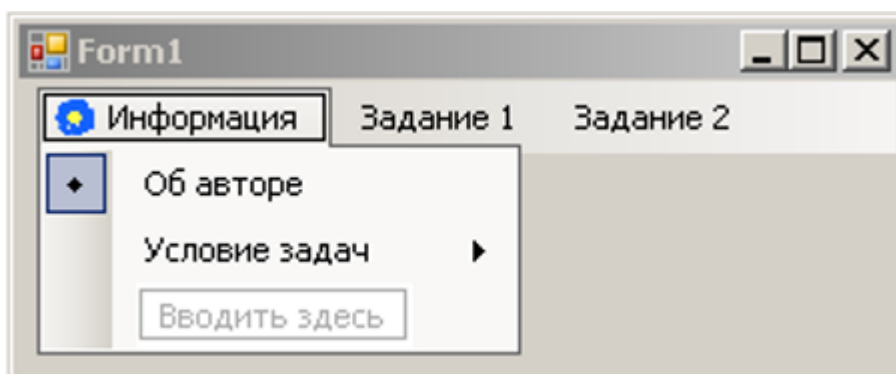 Form1
Информация Задание 1 Задание 2
Об авторе
Условие задач
Вводить здесь